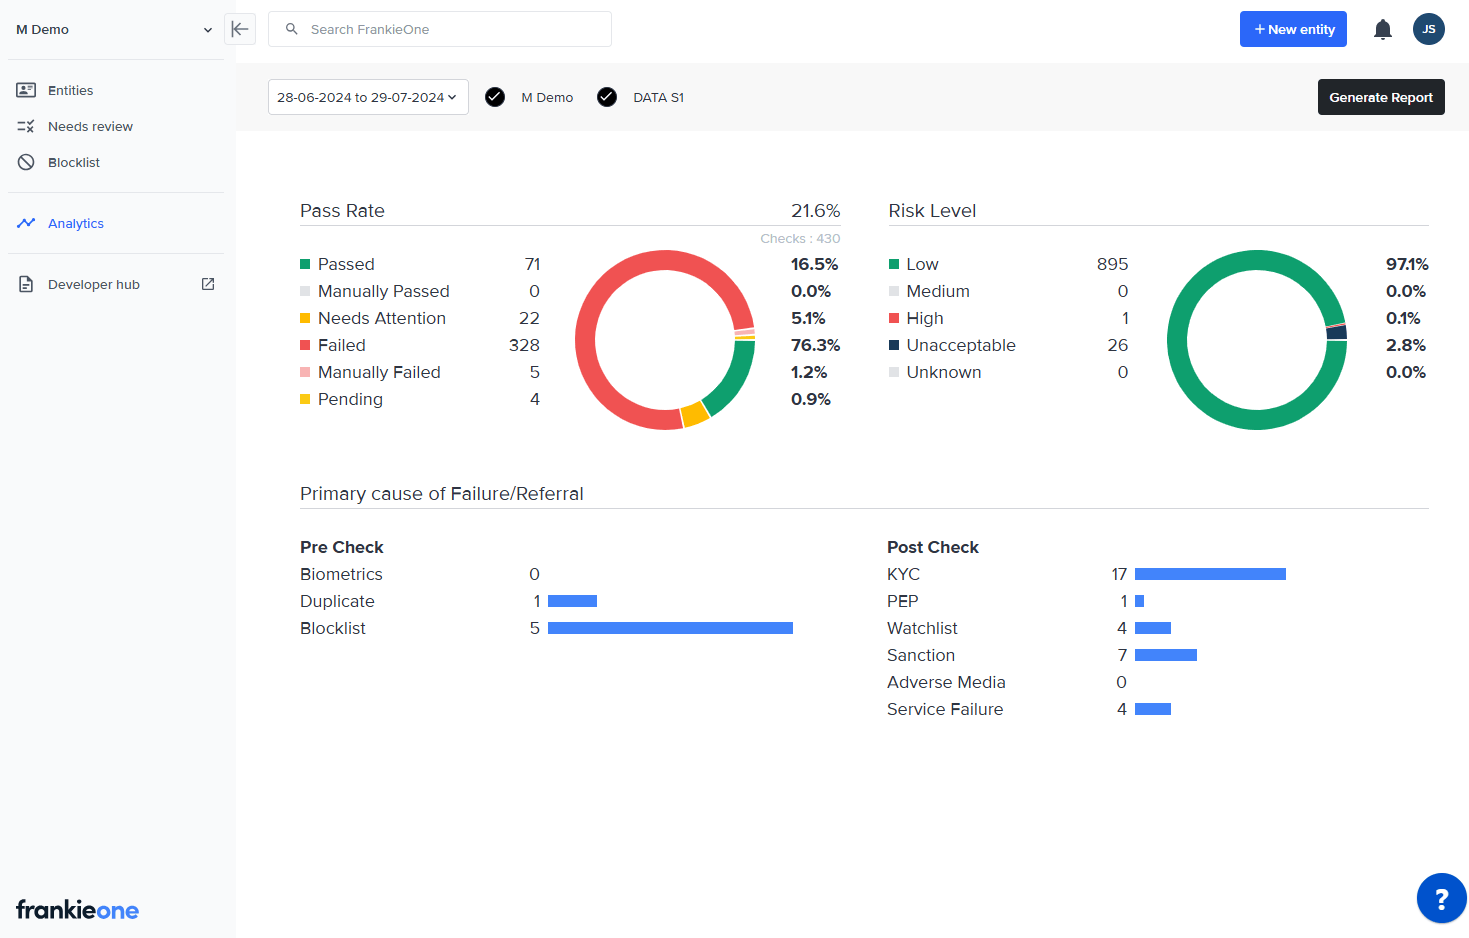 M Demo
Search FrankieOne
+ New entity
JS
Entities
Needs review
Blocklist
Analytics
Developer hub
28-06-2024 to 29-07-2024
M Demo
DATA S1
Generate Report
Pass Rate 21.6%
Checks : 430
Passed 71 16.5%
Manually Passed 0 0.0%
Needs Attention 22 5.1%
Failed 328 76.3%
Manually Failed 5 1.2%
Pending 4 0.9%
Risk Level
Low 895 97.1%
Medium 0 0.0%
High 1 0.1%
Unacceptable 26 2.8%
Unknown 0 0.0%
Primary cause of Failure/Referral
Pre Check
Biometrics 0
Duplicate 1
Blocklist 5
Post Check
KYC 17
PEP 1
Watchlist 4
Sanction 7
Adverse Media 0
Service Failure 4
frankieone
?